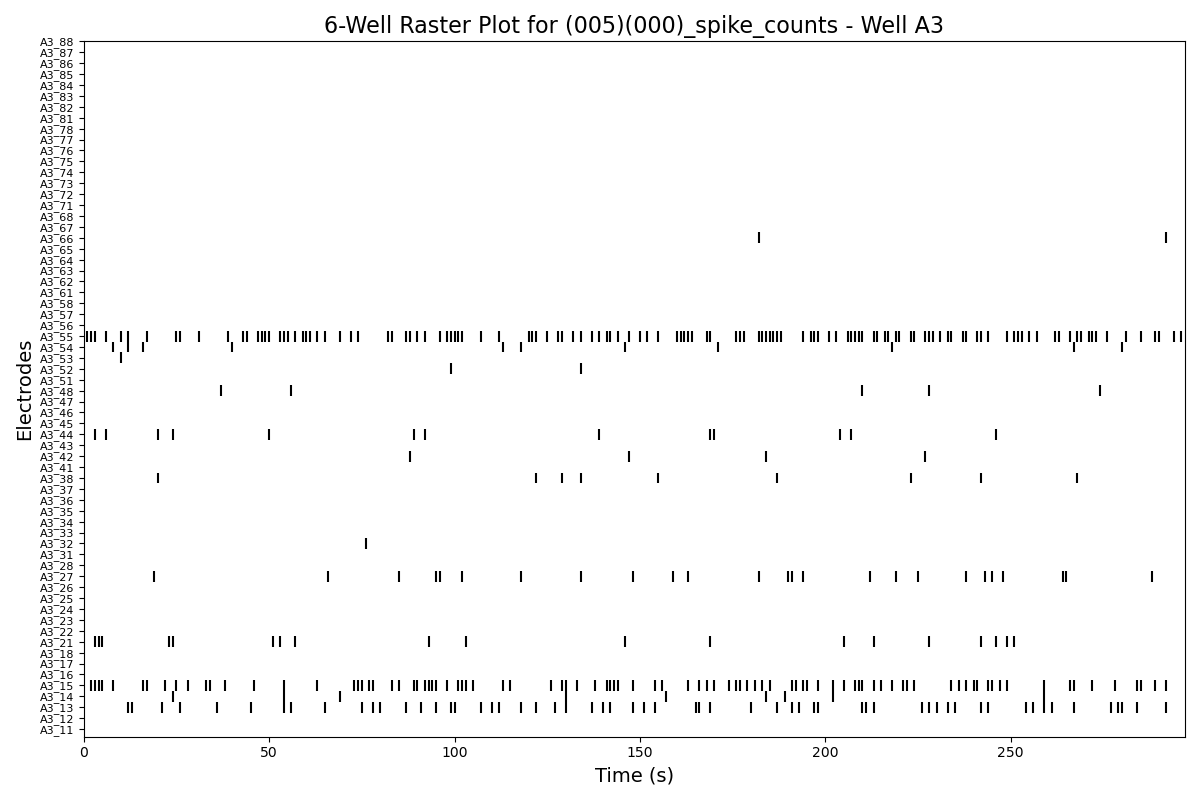 6-Well Raster Plot for (005)(000)_spike_counts - Well A3
A3_88
A3_87
A3_86
A3_85
A3_84
A3_83
A3_82
A3_81
A3_78
A3_77
A3_76
A3_75
A3_74
A3_73
A3_72
A3_71
A3_68
A3_67
A3_66
A3_65
A3_64
A3_63
A3_62
A3_61
A3_58
A3_57
A3_56
A3_55
A3_54
A3_53
A3_52
A3_51
A3_48
A3_47
A3_46
A3_45
A3_44
A3_43
A3_42
A3_41
A3_38
A3_37
A3_36
A3_35
A3_34
A3_33
A3_32
A3_31
A3_28
A3_27
A3_26
A3_25
A3_24
A3_23
A3_22
A3_21
A3_18
A3_17
A3_16
A3_15
A3_14
A3_13
A3_12
A3_11
Electrodes
0 50 100 150 200 250
Time (s)